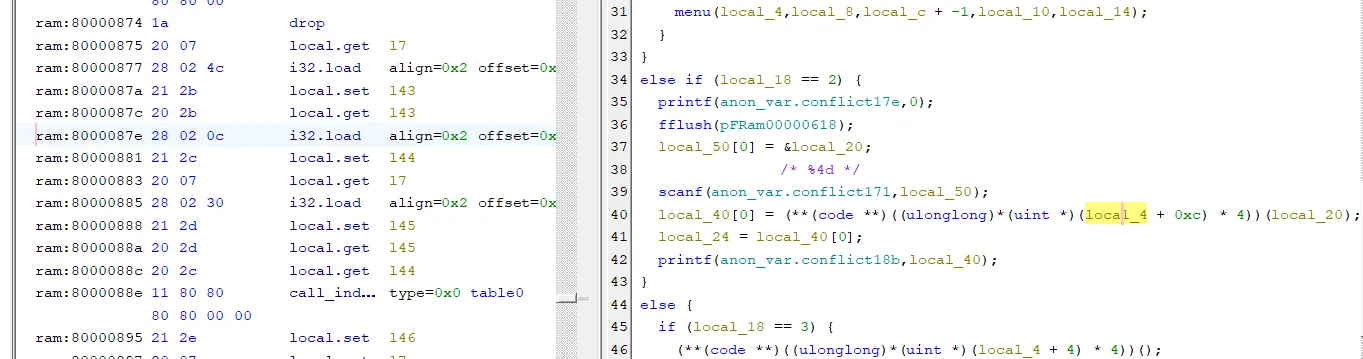 80 80 00
ram:80000874 1a drop
ram:80000875 20 07 local.get l7
ram:80000877 28 02 4c i32.load align=0x2 offset=0x
ram:8000087a 21 2b local.set l43
ram:8000087c 20 2b local.get l43
ram:8000087e 28 02 0c i32.load align=0x2 offset=0x
ram:80000881 21 2c local.set l44
ram:80000883 20 07 local.get l7
ram:80000885 28 02 30 i32.load align=0x2 offset=0x
ram:80000888 21 2d local.set l45
ram:8000088a 20 2d local.get l45
ram:8000088c 20 2c local.get l44
ram:8000088e 11 80 80 call_ind... type=0x0 table0
80 80 00 00
ram:80000895 21 2e local.set l46
ram:80000897 20 07 local.get l7
31 menu(local_4,local_8,local_c + -1,local_10,local_14);
32 }
33 }
34 else if (local_18 == 2) {
35 printf(anon_var.conflict17e,0);
36 fflush(pFRam00000618);
37 local_50[0] = &local_20;
38 /* %4d */
39 scanf(anon_var.conflict171,local_50);
40 local_40[0] = (**(code **)((ulonglong)*(uint *)(local_4 + 0xc) * 4))(local_20);
41 local_24 = local_40[0];
42 printf(anon_var.conflict18b,local_40);
43 }
44 else {
45 if (local_18 == 3) {
46 (**(code **)((ulonglong)*(uint *)(local_4 + 4) * 4))();